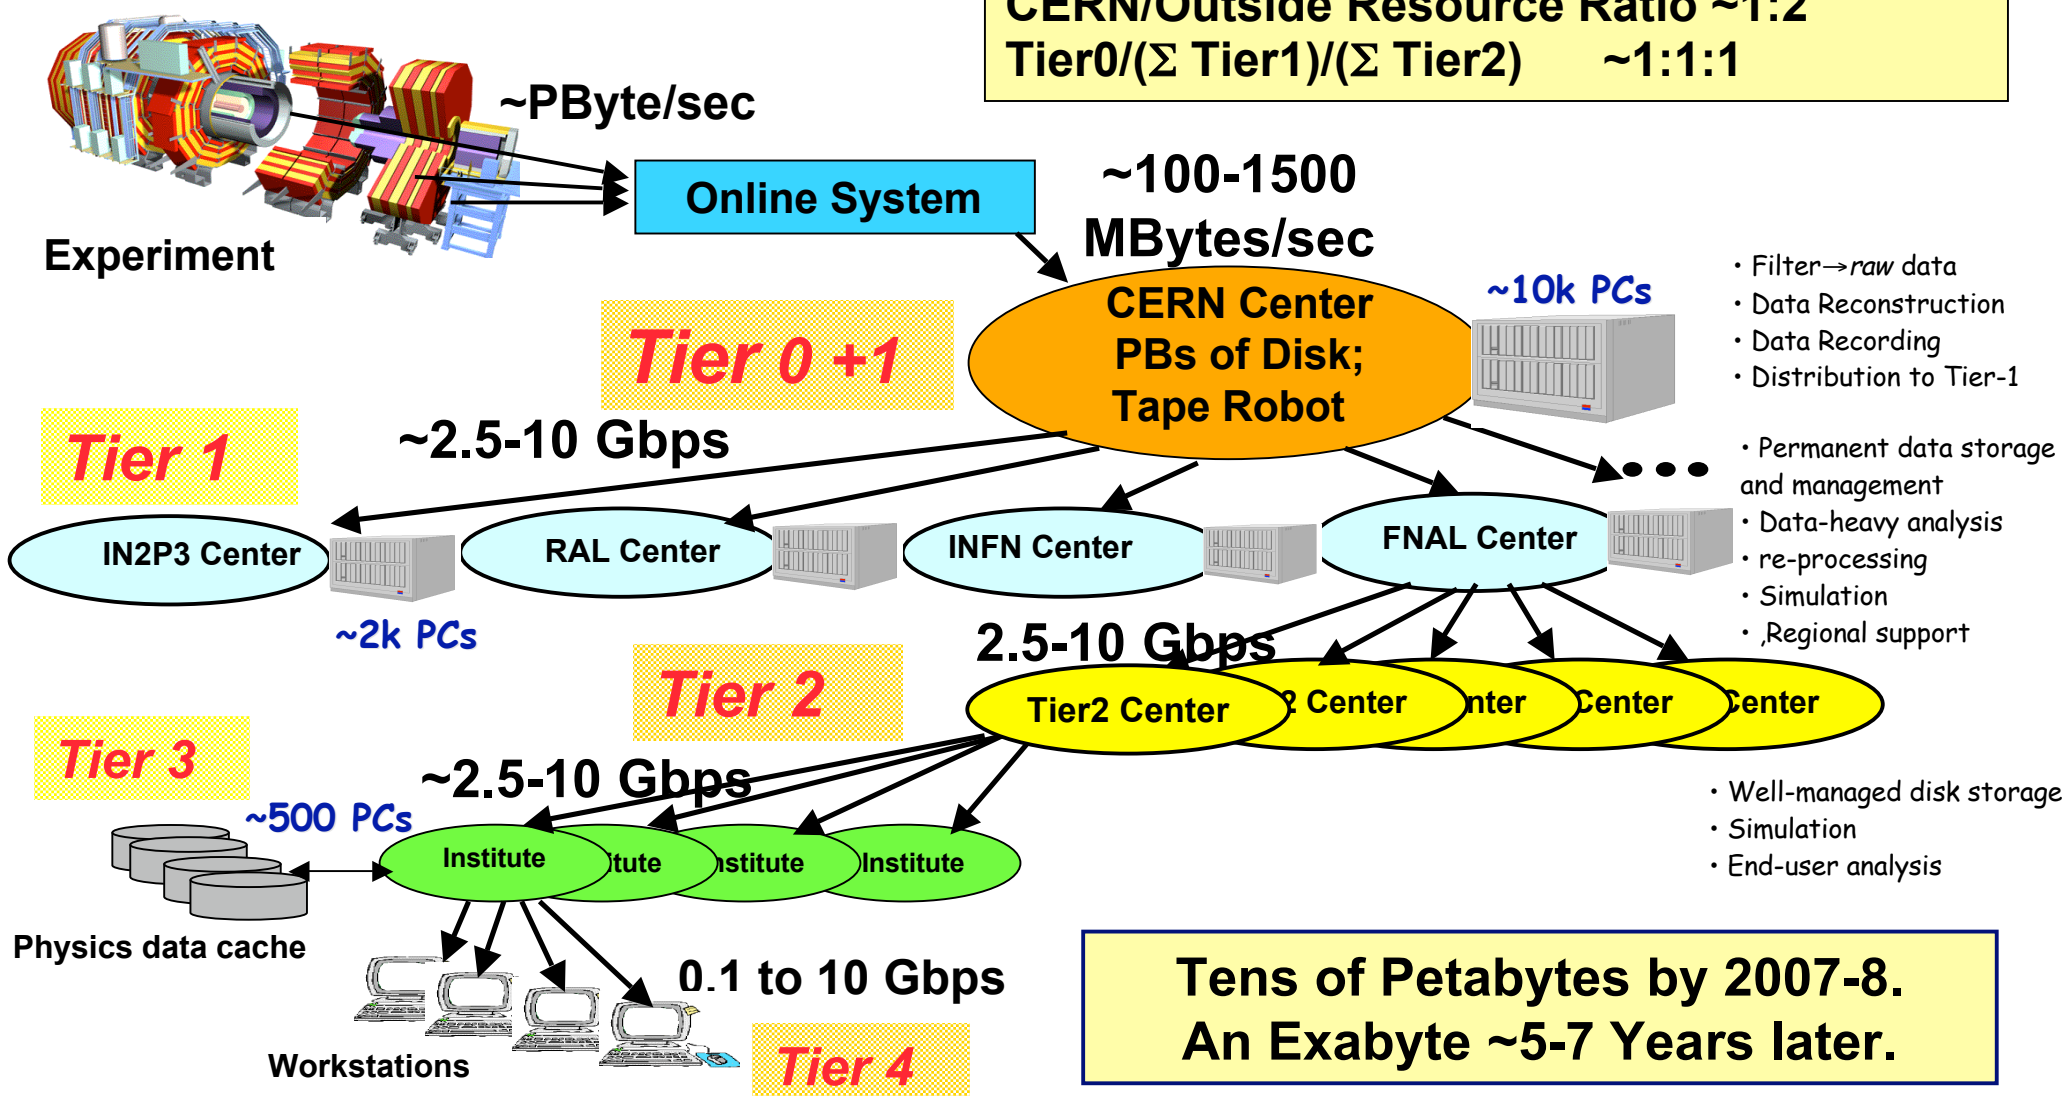 CERN/Outside Resource Ratio ~1:2
Tier0/(Σ Tier1)/(Σ Tier2) ~1:1:1
~PByte/sec
Online System
~100-1500
MBytes/sec
Experiment
CERN Center
PBs of Disk;
Tape Robot
~10k PCs
· Filter→raw data
· Data Reconstruction
· Data Recording
· Distribution to Tier-1
Tier 0 +1
Tier 1
~2.5-10 Gbps
· Permanent data storage
and management
· Data-heavy analysis
· re-processing
· Simulation
· ,Regional support
IN2P3 Center
RAL Center
INFN Center
FNAL Center
~2k PCs
2.5-10 Gbps
Tier 2
Tier2 Center
2 Center
nter
Center
Center
Tier 3
~2.5-10 Gbps
~500 PCs
Institute
itute
nstitute
Institute
· Well-managed disk storage
· Simulation
· End-user analysis
Physics data cache
0.1 to 10 Gbps
Workstations
Tier 4
Tens of Petabytes by 2007-8.
An Exabyte ~5-7 Years later.